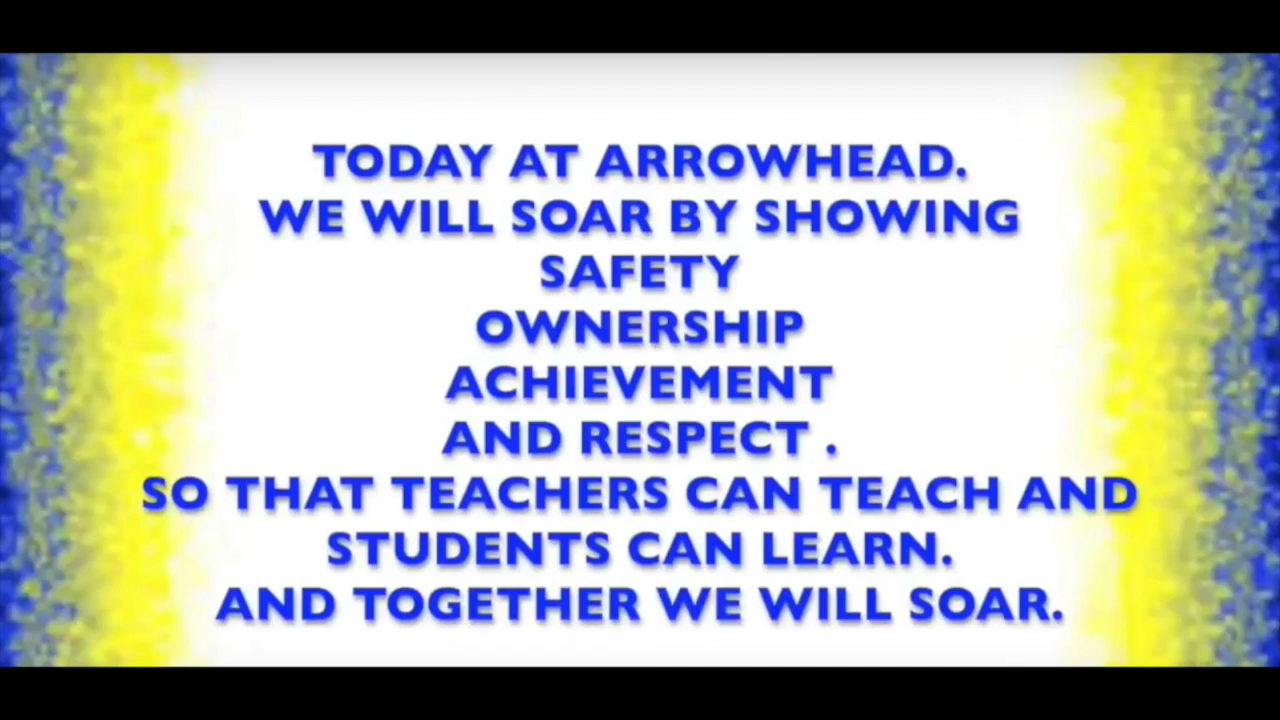 TODAY AT ARROWHEAD.
WE WILL SOAR BY SHOWING
SAFETY
OWNERSHIP
ACHIEVEMENT
AND RESPECT .
SO THAT TEACHERS CAN TEACH AND
STUDENTS CAN LEARN.
AND TOGETHER WE WILL SOAR.